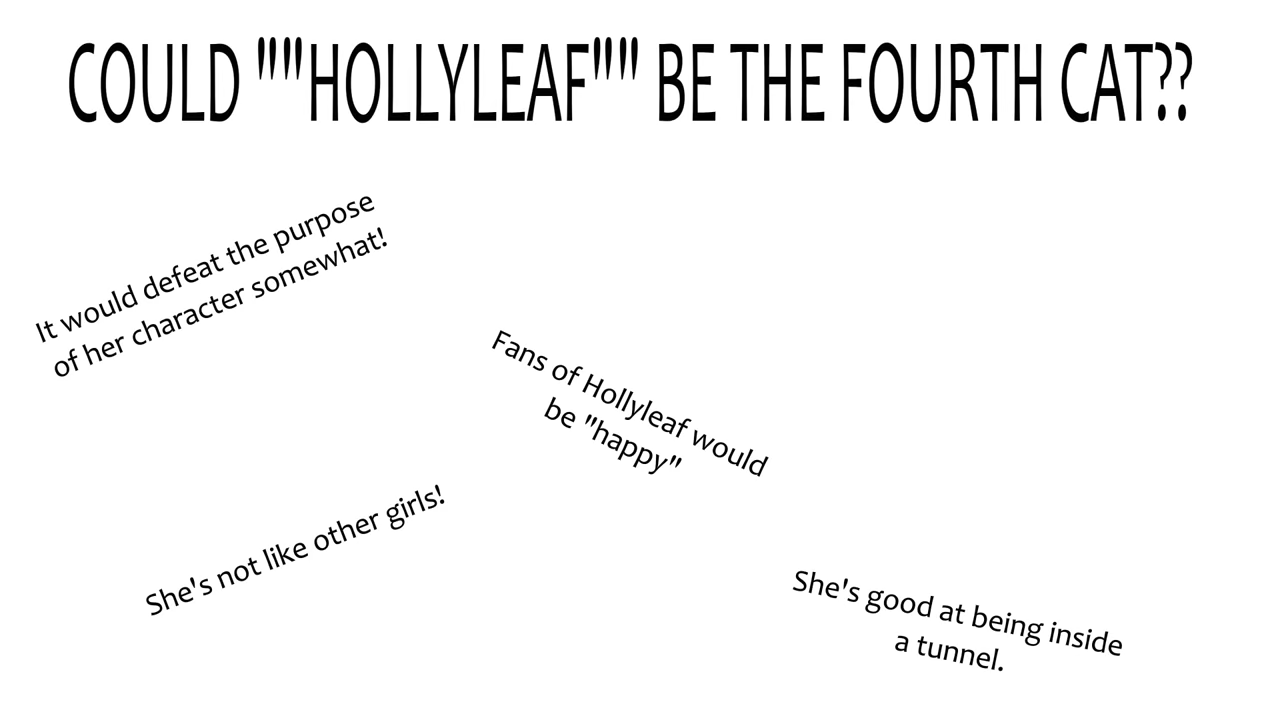 COULD """"HOLLYLEAF"""" BE THE FOURTH CAT??
It would defeat the purpose
of her character somewhat!
Fans of Hollyleaf would
be "happy"
She's not like other girls!
She's good at being inside
a tunnel.